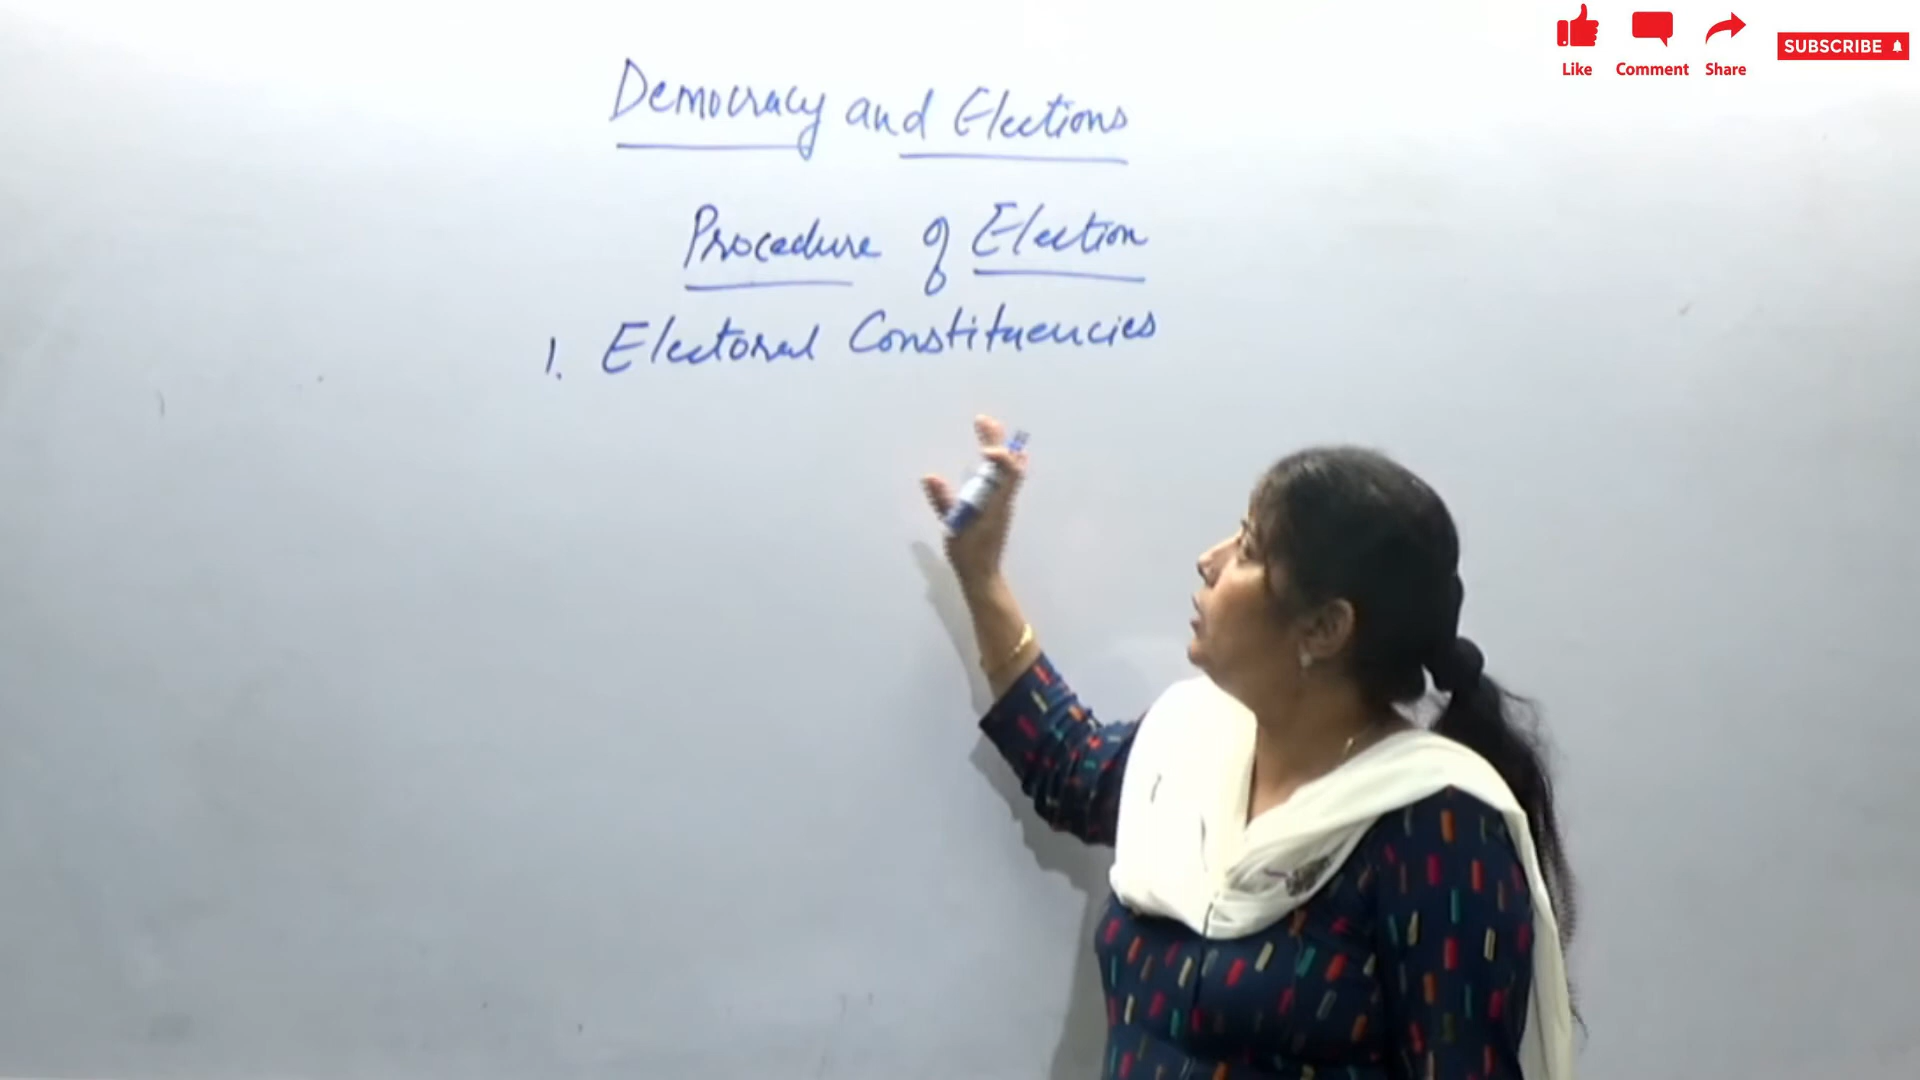 Democracy and Elections
Procedure of Election
1. Electoral Constituencies
Like Comment Share SUBSCRIBE